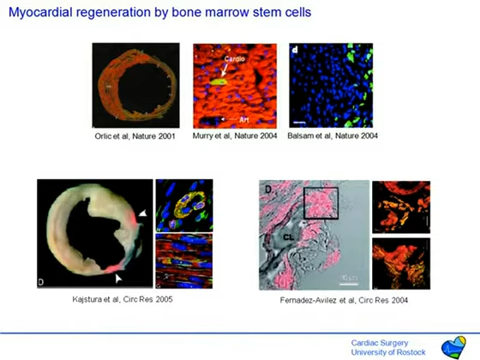 Myocardial regeneration by bone marrow stem cells
d
Cardio
Art
Orlic et al, Nature 2001
Murry et al, Nature 2004
Balsam et al, Nature 2004
D
D
CL
Kajstura et al, Circ Res 2005
Fernadez-Avilez et al, Circ Res 2004
Cardiac Surgery
University of Rostock